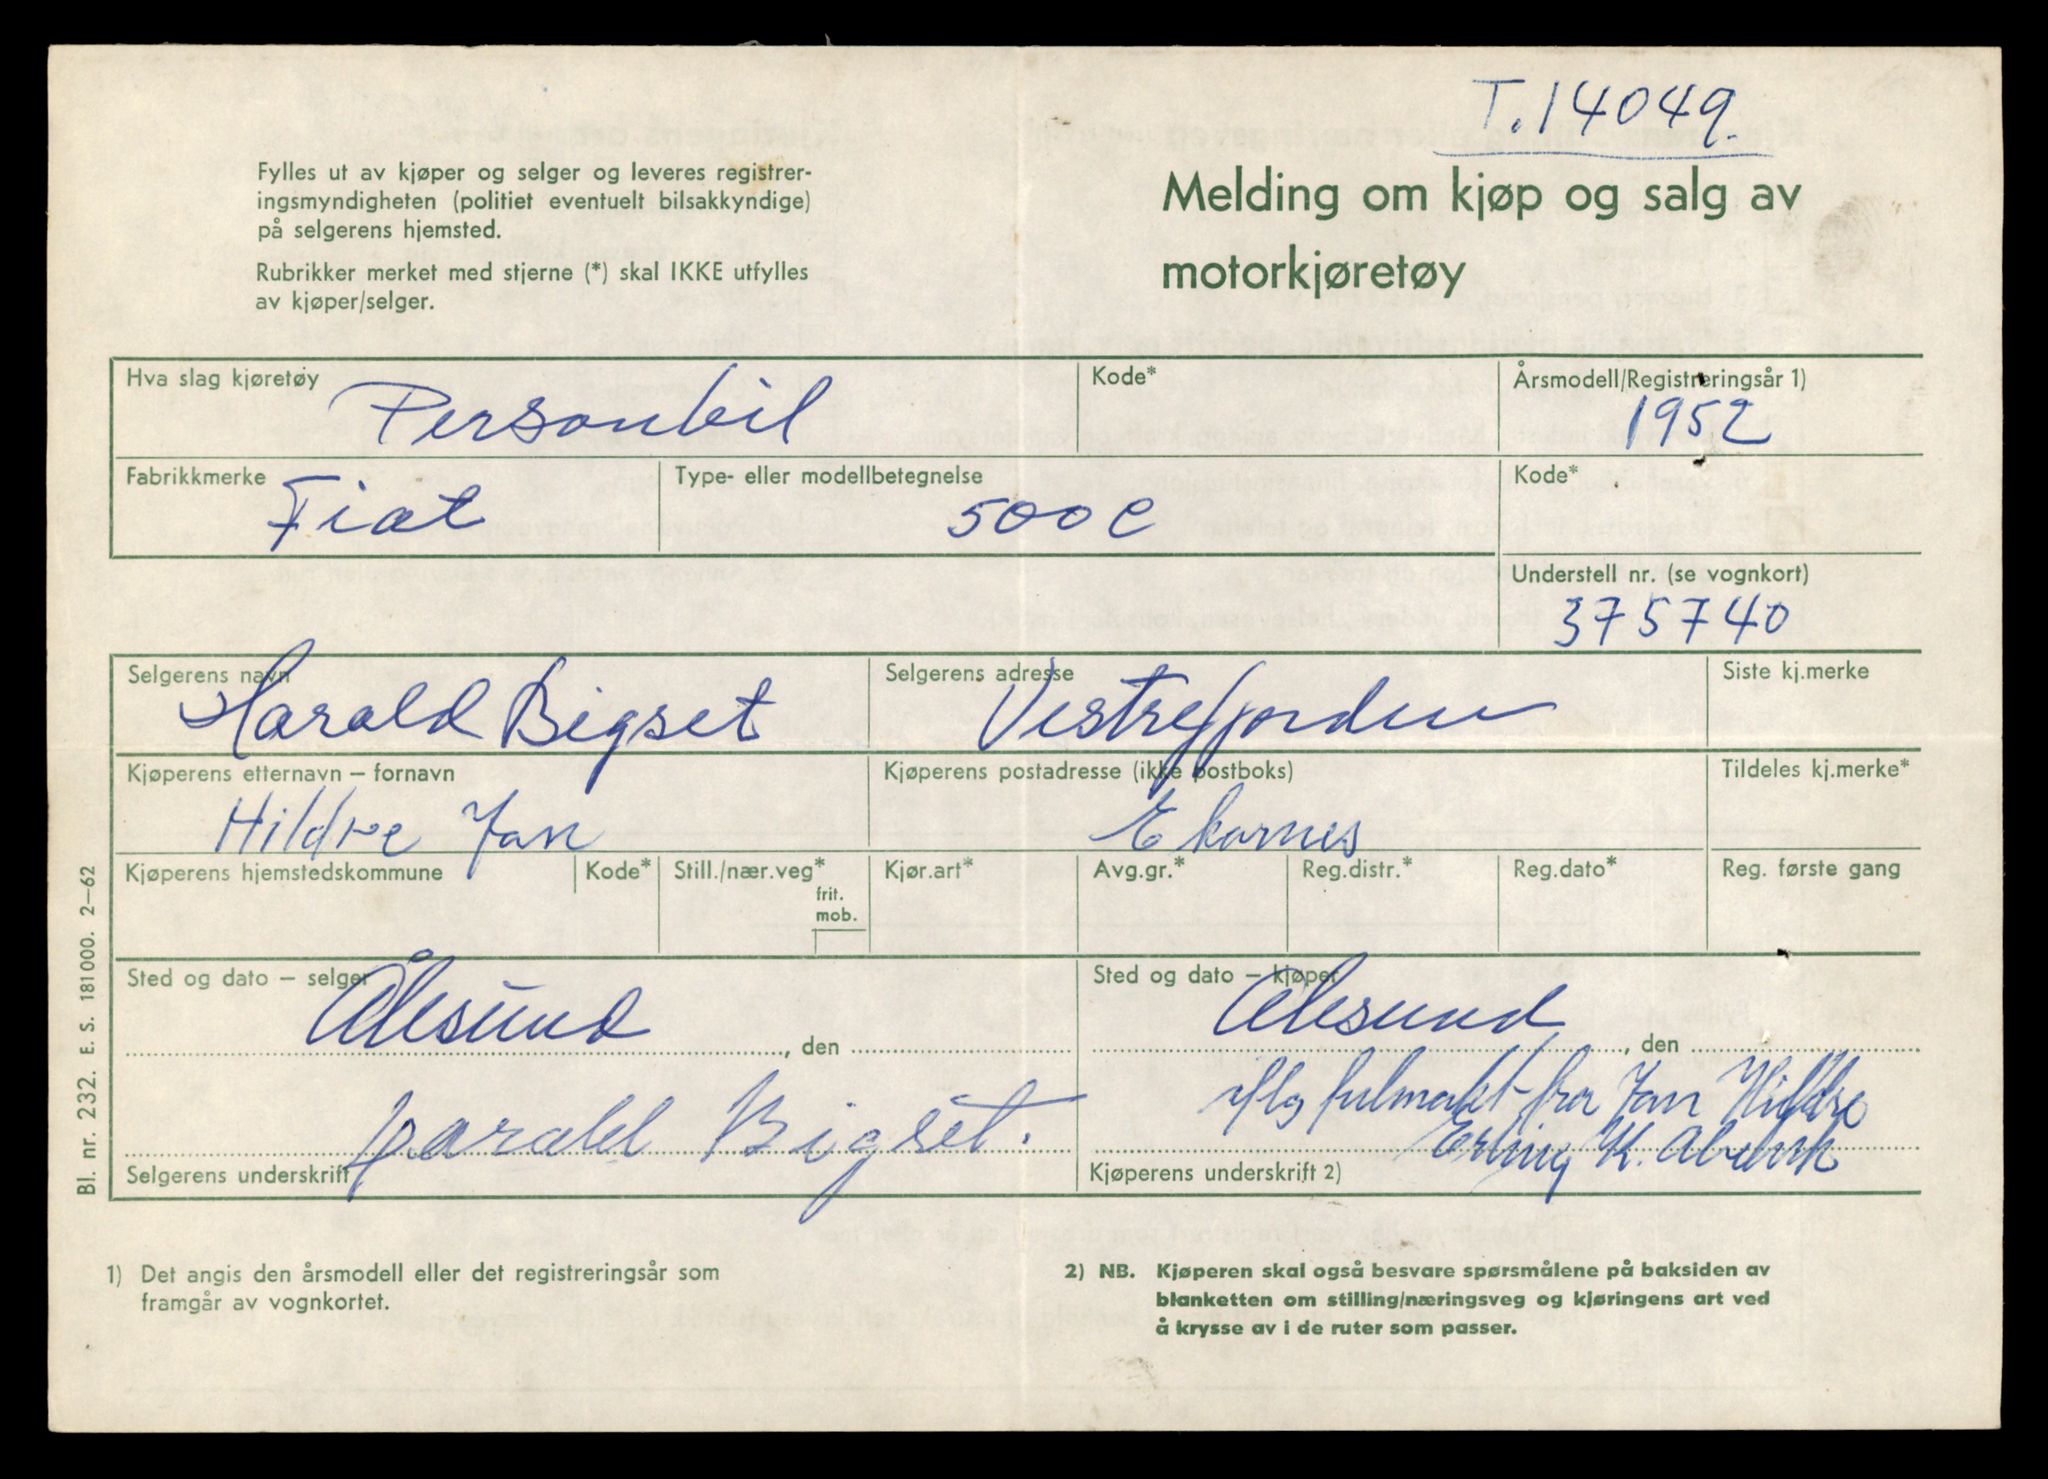 T. 14049.
Fylles ut av kjøper og selger og leveres registrer-
ingsmyndigheten (politiet eventuelt bilsakkyndige)
på selgerens hjemsted.
Rubrikker merket med stjerne (*) skal IKKE utfylles
av kjøper/selger.
Melding om kjøp og salg av
motorkjøretøy
Hva slag kjøretøy
Personbil
Kode*
Årsmodell/Registreringsår 1)
1952
Fabrikkmerke
Fiat
Type- eller modellbetegnelse
500 C
Kode*
Understell nr. (se vognkort)
375740
Selgerens navn
Harald Bigset
Selgerens adresse
Vestrefjorden
Siste kj.merke
Kjøperens etternavn – fornavn
Hildre Jan
Kjøperens postadresse (ikke postboks)
Ekornes
Tildeles kj.merke*
Kjøperens hjemstedskommune
Kode*
Still./nær.veg*
frit.
mob.
Kjør.art*
Avg.gr.*
Reg.distr.*
Reg.dato*
Reg. første gang
Sted og dato – selger
Ålesund
, den
Harald Bigset.
Selgerens underskrift
Sted og dato – kjøper
Ålesund
, den
iflg fulmakt fra Jan Hildre
Erling K.
Kjøperens underskrift 2)
Bl. nr. 232. E. S. 181000. 2–62
1) Det angis den årsmodell eller det registreringsår som
framgår av vognkortet.
2) NB. Kjøperen skal også besvare spørsmålene på baksiden av
blanketten om stilling/næringsveg og kjøringens art ved
å krysse av i de ruter som passer.